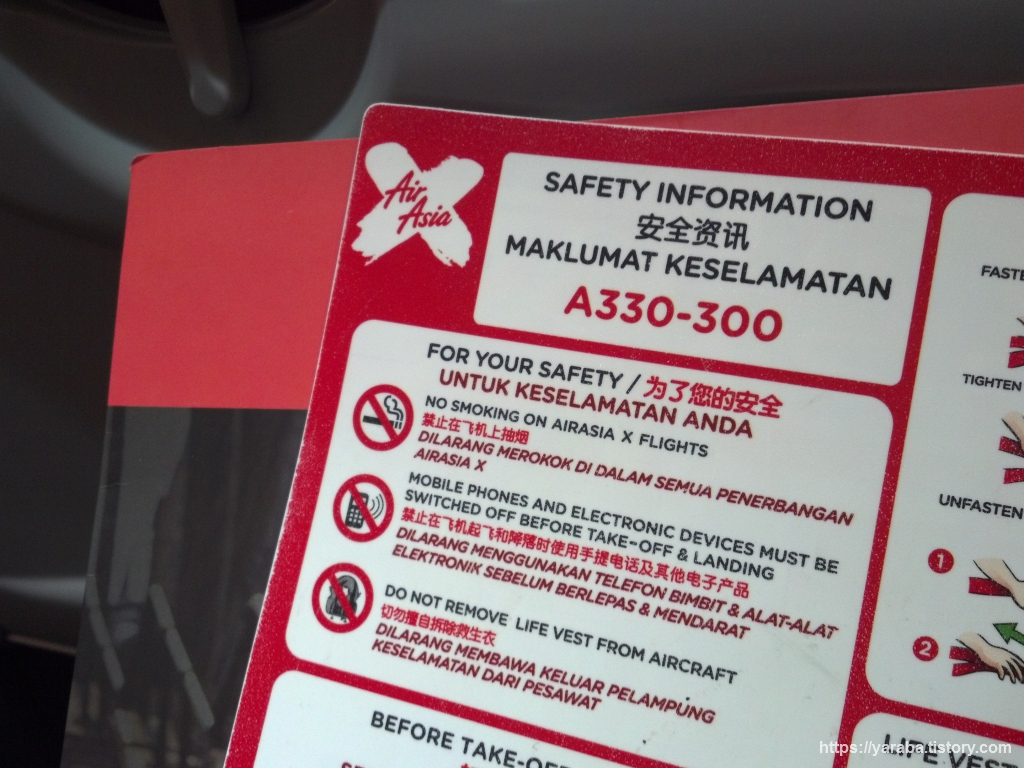 Air
Asia
SAFETY INFORMATION
安全资讯
MAKLUMAT KESELAMATAN
A330-300
FOR YOUR SAFETY / 为了您的安全
UNTUK KESELAMATAN ANDA
NO SMOKING ON AIRASIA X FLIGHTS
禁止在飞机上抽烟
DILARANG MEROKOK DI DALAM SEMUA PENERBANGAN
AIRASIA X
MOBILE PHONES AND ELECTRONIC DEVICES MUST BE
SWITCHED OFF BEFORE TAKE-OFF & LANDING
禁止在飞机起飞和降落时使用手提电话及其他电子产品
DILARANG MENGGUNAKAN TELEFON BIMBIT & ALAT-ALAT
ELEKTRONIK SEBELUM BERLEPAS & MENDARAT
DO NOT REMOVE LIFE VEST FROM AIRCRAFT
切勿擅自拆除救生衣
DILARANG MEMBAWA KELUAR PELAMPUNG
KESELAMATAN DARI PESAWAT
BEFORE TAKE-OF
FASTE
TIGHTEN
UNFASTEN
1
2
LIFE VEST
https://yaraba.tistory.com